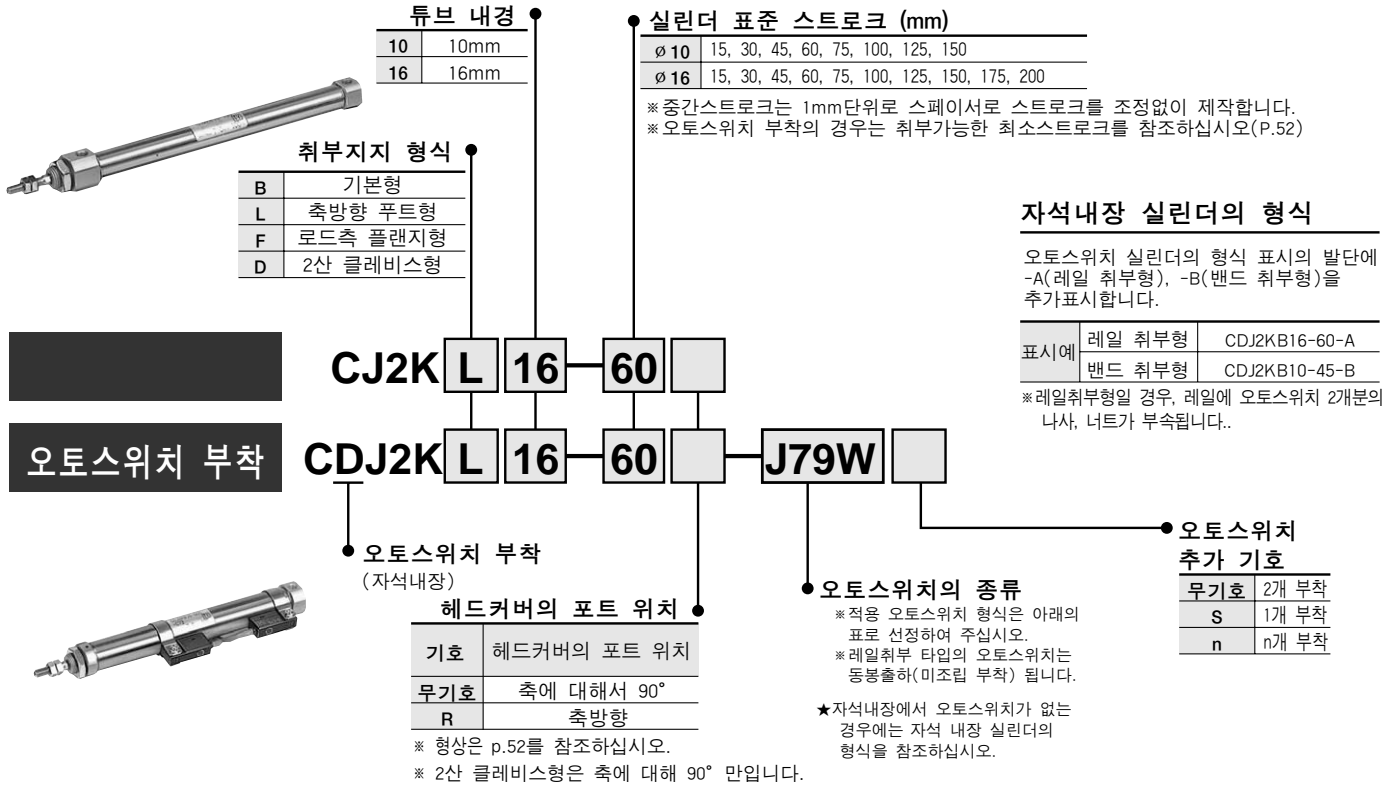 튜브 내경
10 10mm
16 16mm
실린더 표준 스트로크 (mm)
ø10 15, 30, 45, 60, 75, 100, 125, 150
ø16 15, 30, 45, 60, 75, 100, 125, 150, 175, 200
※중간스트로크는 1mm단위로 스페이서로 스트로크를 조정없이 제작합니다.
※오토스위치 부착의 경우는 취부가능한 최소스트로크를 참조하십시오(P.52)
취부지지 형식
B 기본형
L 축방향 푸트형
F 로드측 플랜지형
D 2산 클레비스형
자석내장 실린더의 형식
오토스위치 실린더의 형식 표시의 발단에
-A(레일 취부형), -B(밴드 취부형)을
추가표시합니다.
표시예 레일 취부형 CDJ2KB16-60-A
밴드 취부형 CDJ2KB10-45-B
※레일취부형일 경우, 레일에 오토스위치 2개분의
나사, 너트가 부속됩니다..
CJ2K L 16 - 60
오토스위치 부착 CDJ2K L 16 - 60 - J79W
오토스위치 부착
(자석내장)
헤드커버의 포트 위치
기호 헤드커버의 포트 위치
무기호 축에 대해서 90°
R 축방향
※ 형상은 p.52를 참조하십시오.
※ 2산 클레비스형은 축에 대해 90° 만입니다.
오토스위치의 종류
※적용 오토스위치 형식은 아래의
표로 선정하여 주십시오.
※레일취부 타입의 오토스위치는
동봉출하(미조립 부착) 됩니다.
★자석내장에서 오토스위치가 없는
경우에는 자석 내장 실린더의
형식을 참조하십시오.
오토스위치
추가 기호
무기호 2개 부착
S 1개 부착
n n개 부착